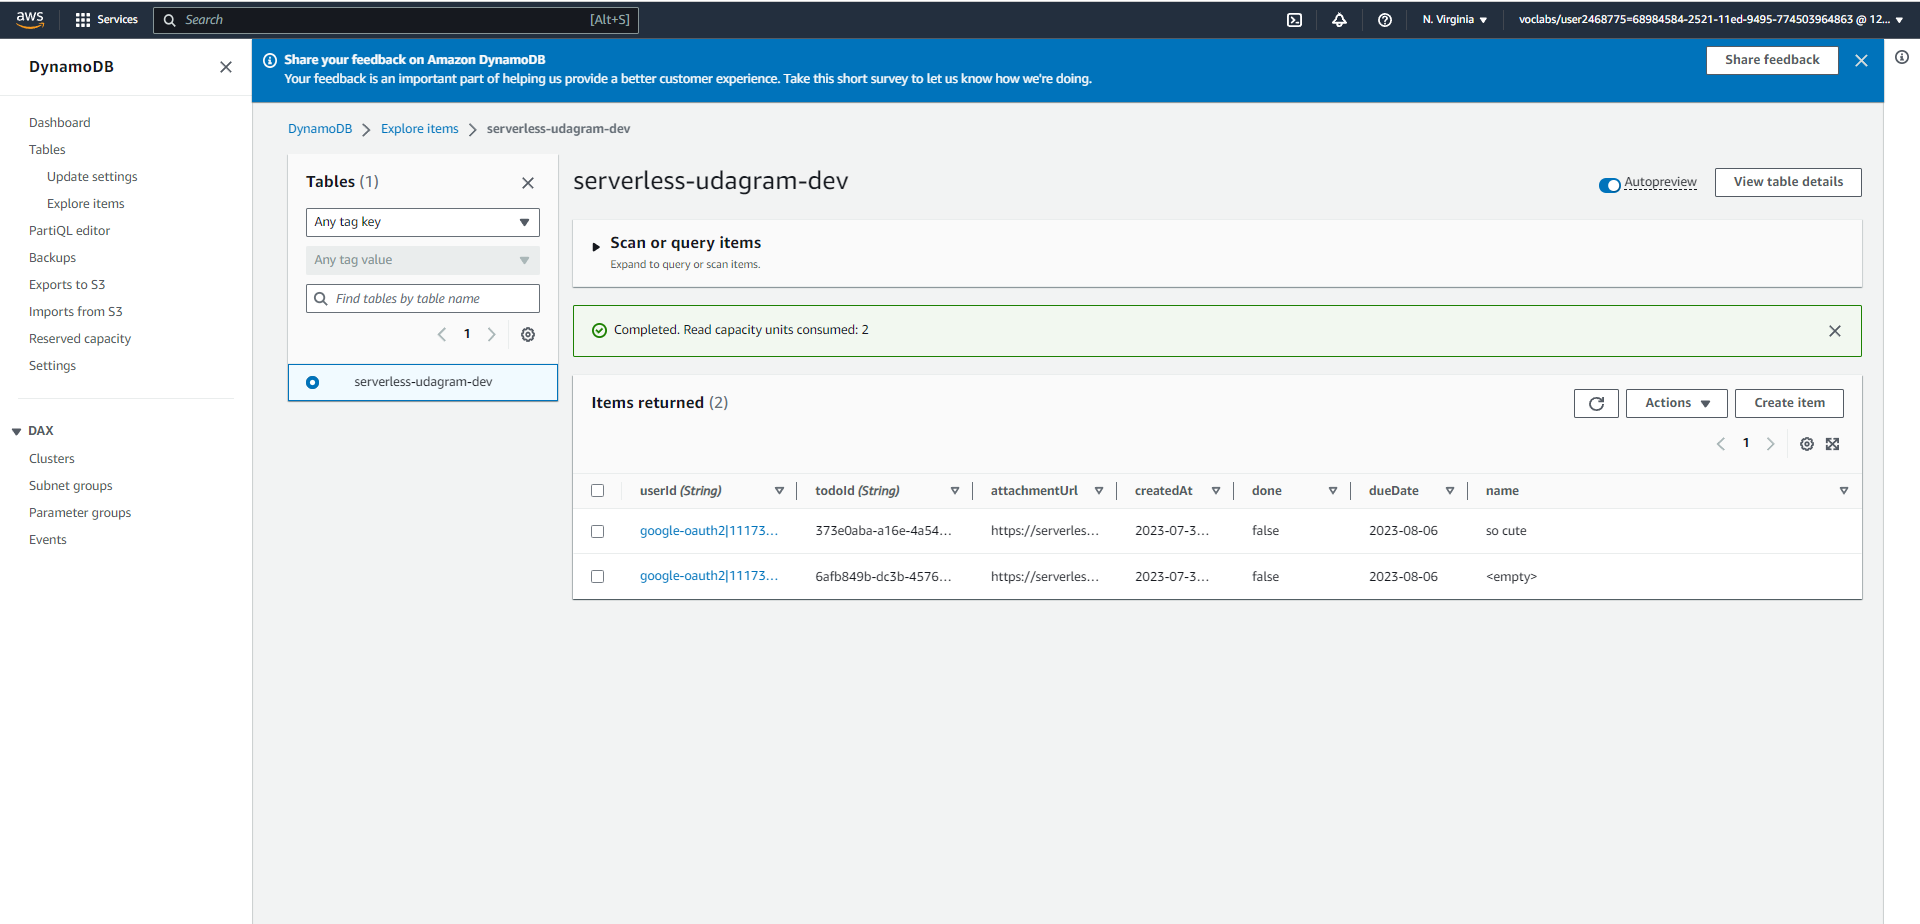 aws Services Search [Alt+S] N. Virginia voclabs/user2468775=68984584-2521-11ed-9495-774503964863 @ 12...
DynamoDB
Dashboard
Tables
Update settings
Explore items
PartiQL editor
Backups
Exports to S3
Imports from S3
Reserved capacity
Settings
DAX
Clusters
Subnet groups
Parameter groups
Events
Share your feedback on Amazon DynamoDB
Your feedback is an important part of helping us provide a better customer experience. Take this short survey to let us know how we're doing.
Share feedback
DynamoDB Explore items serverless-udagram-dev
Tables (1)
Any tag key
Any tag value
Find tables by table name
1
serverless-udagram-dev
serverless-udagram-dev
Autopreview
View table details
Scan or query items
Expand to query or scan items.
Completed. Read capacity units consumed: 2
Items returned (2)
Actions
Create item
1
userId (String) todoId (String) attachmentUrl createdAt done dueDate name
google-oauth2|11173... 373e0aba-a16e-4a54... https://serverles... 2023-07-3... false 2023-08-06 so cute
google-oauth2|11173... 6afb849b-dc3b-4576... https://serverles... 2023-07-3... false 2023-08-06 <empty>